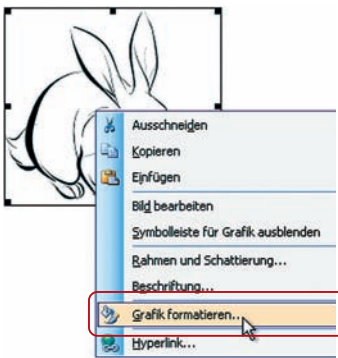 Ausschneiden
Kopieren
Einfügen
Bild bearbeiten
Symbolleiste für Grafik ausblenden
Rahmen und Schattierung...
Beschriftung...
Grafik formatieren...
Hyperlink...